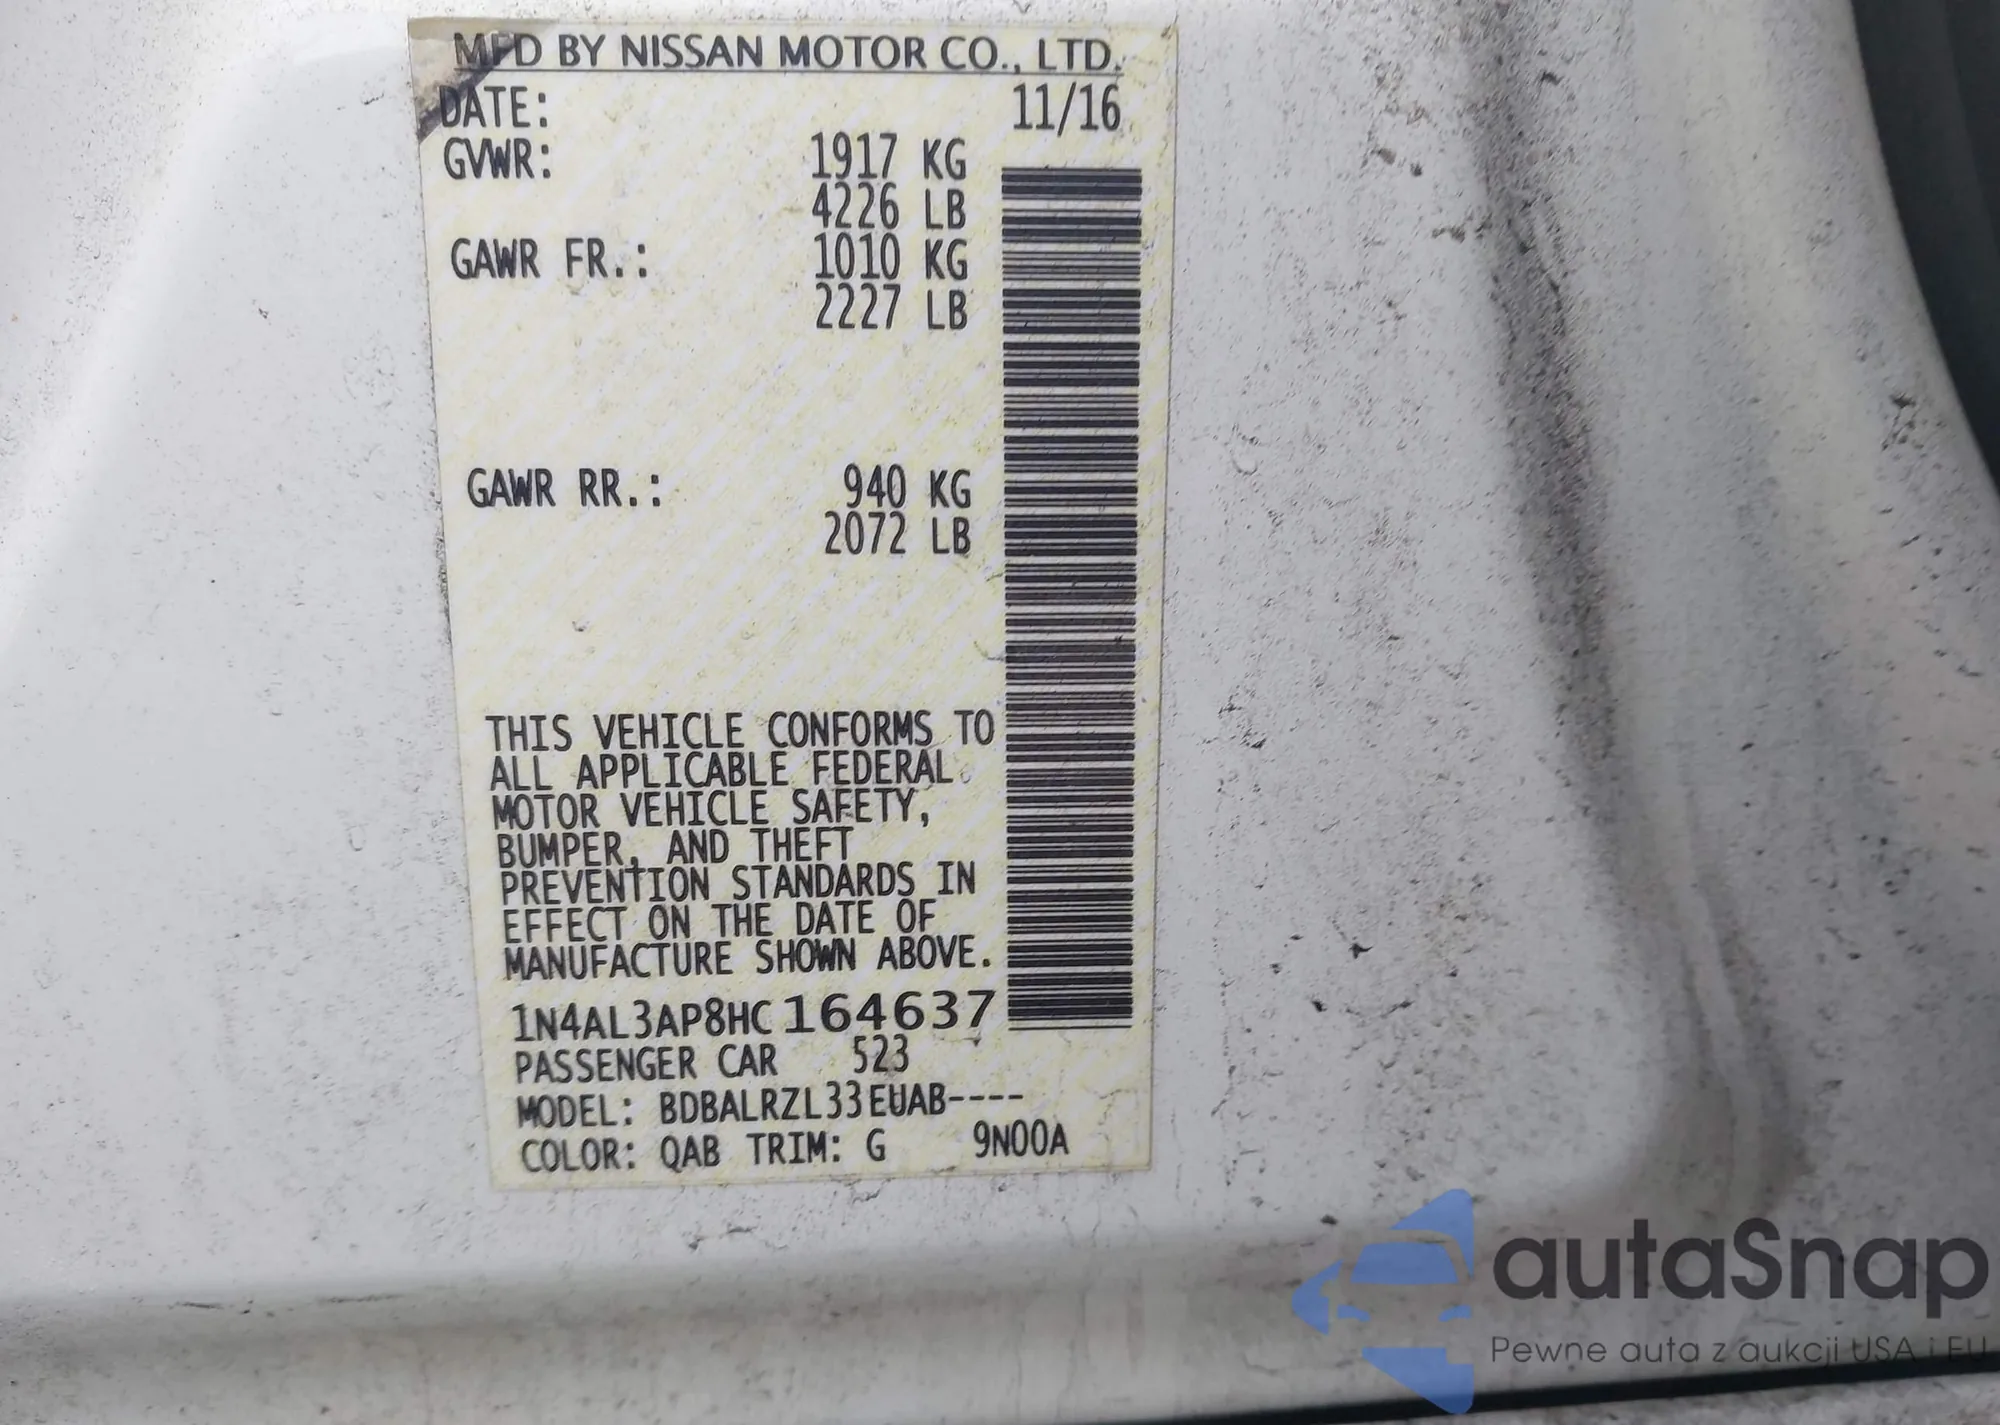 MFD BY NISSAN MOTOR CO., LTD.
DATE: 11/16
GVWR: 1917 KG
4226 LB
GAWR FR.: 1010 KG
2227 LB
GAWR RR.: 940 KG
2072 LB
THIS VEHICLE CONFORMS TO
ALL APPLICABLE FEDERAL
MOTOR VEHICLE SAFETY,
BUMPER, AND THEFT
PREVENTION STANDARDS IN
EFFECT ON THE DATE OF
MANUFACTURE SHOWN ABOVE.
1N4AL3AP8HC164637
PASSENGER CAR 523
MODEL: BDBALRZL33EUAB----
COLOR: QAB TRIM: G 9N00A
autaSnap
Pewne auta z aukcji USA i EU